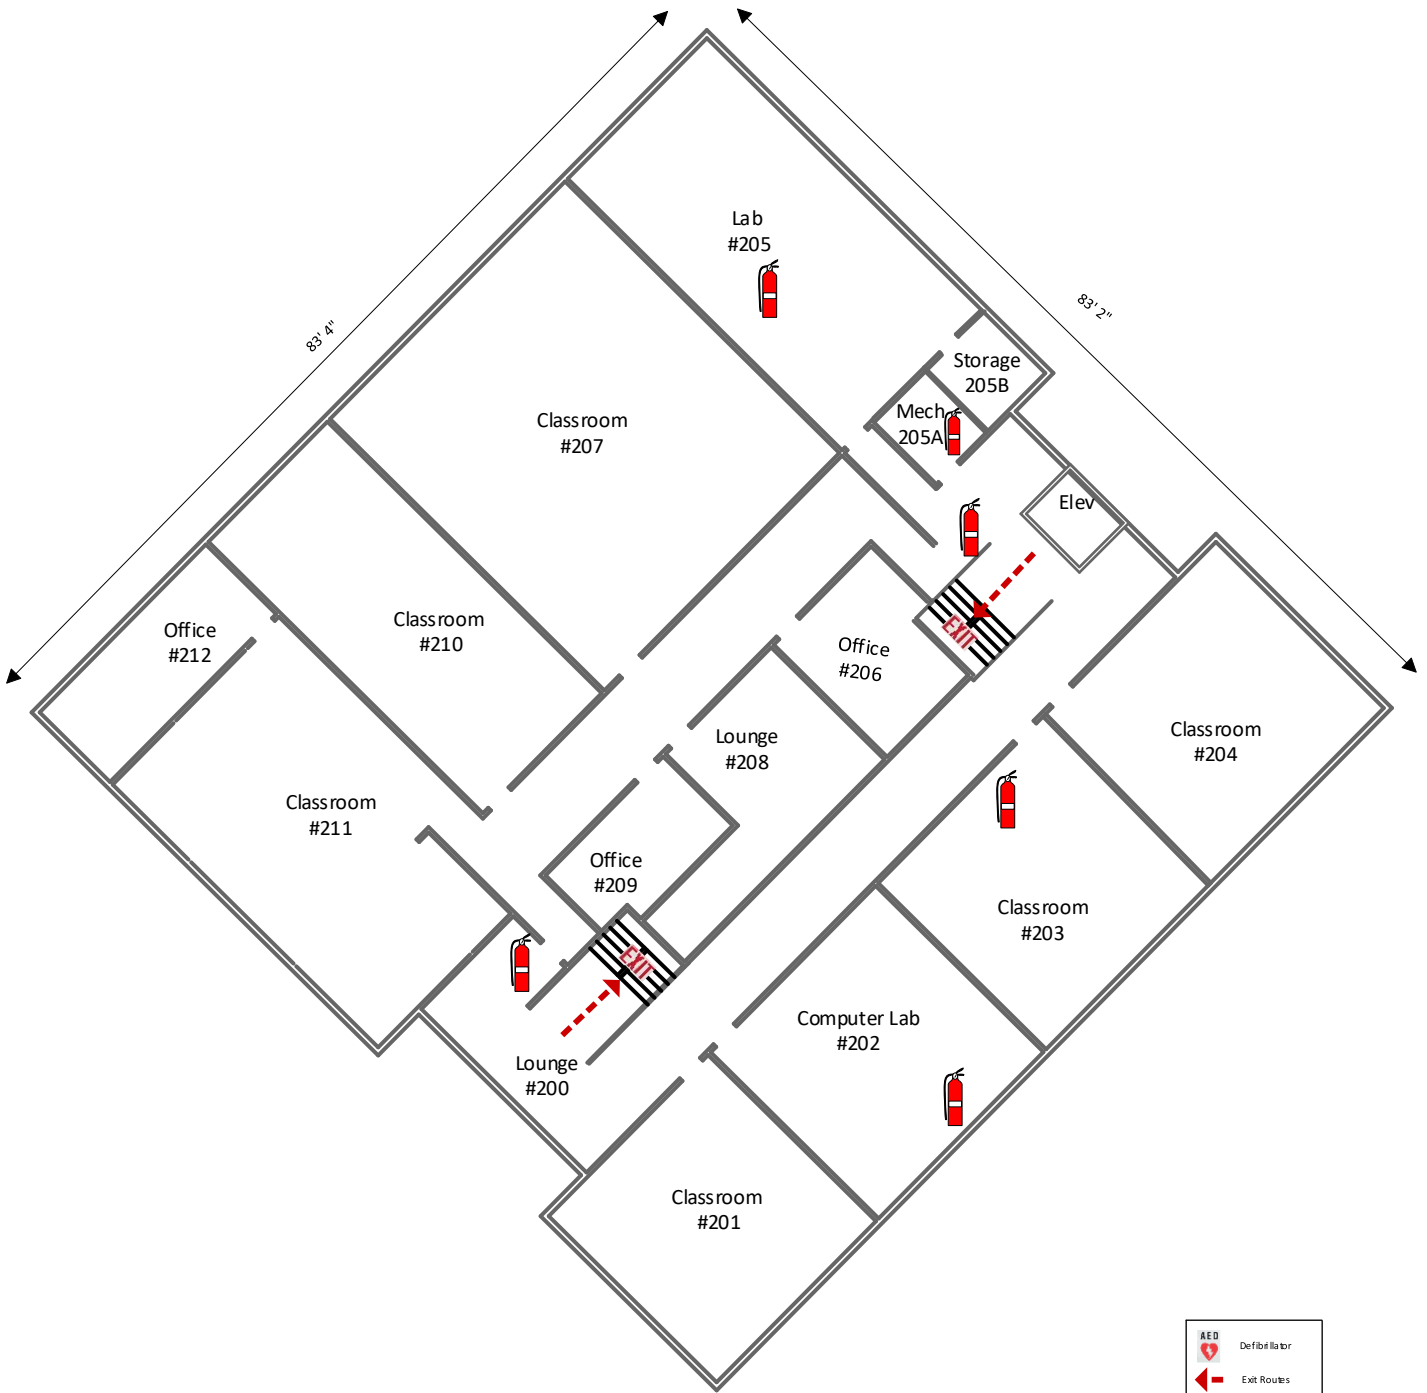 83' 4"
83' 2"
Lab
#205
Storage
205B
Mech
205A
Classroom
#207
Elev
Classroom
#210
Office
#212
Office
#206
Lounge
#208
Classroom
#204
Classroom
#211
Office
#209
Classroom
#203
EXIT
EXIT
Computer Lab
#202
Lounge
#200
Classroom
#201
AED
Defibrillator
Exit Routes